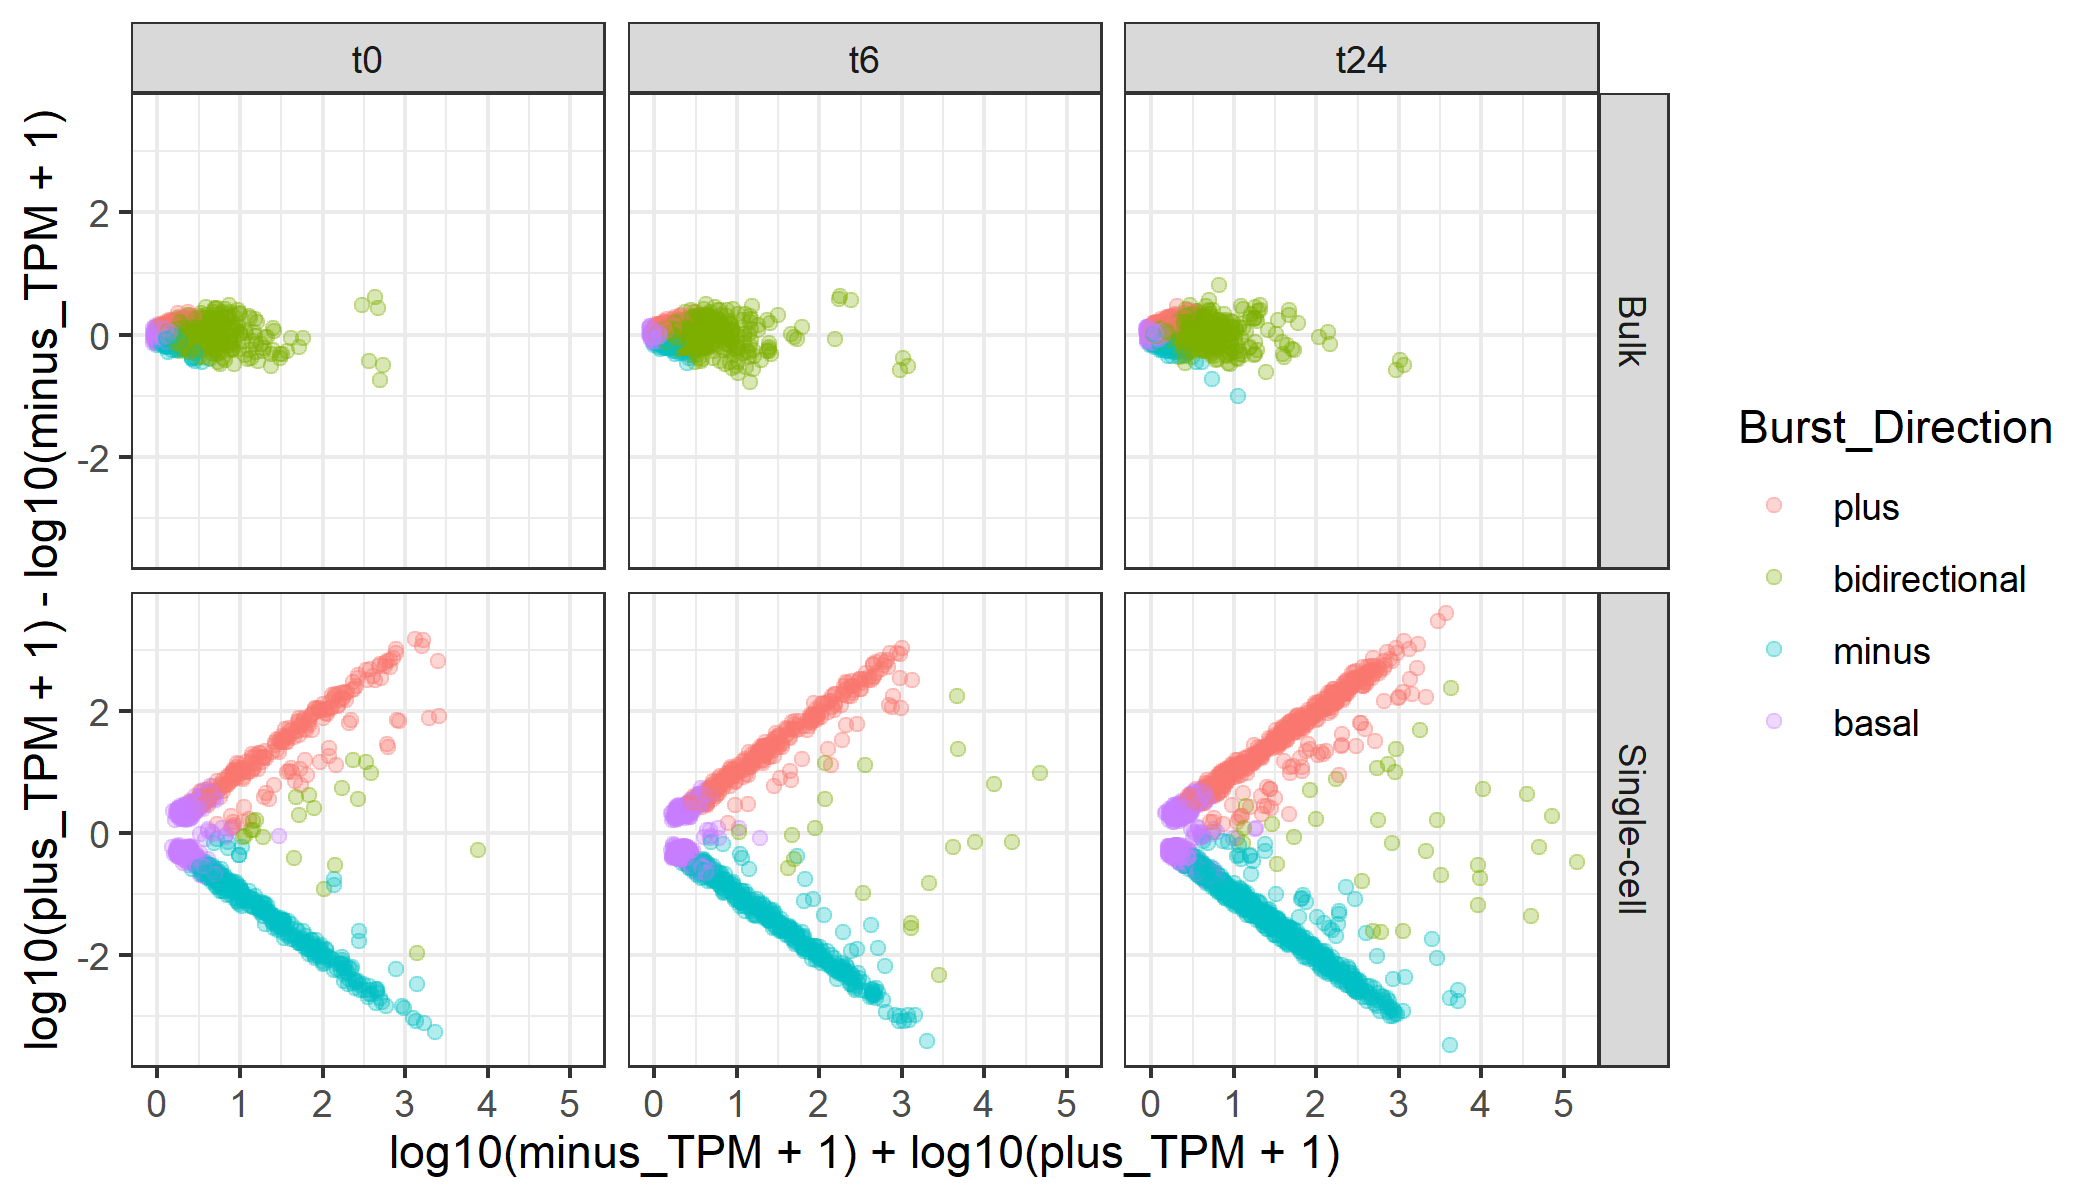 t0 t6 t24
log10(plus_TPM + 1) - log10(minus_TPM + 1)
2
0
-2
Bulk
2
0
-2
Single-cell
0 1 2 3 4 5 0 1 2 3 4 5 0 1 2 3 4 5
log10(minus_TPM + 1) + log10(plus_TPM + 1)
Burst_Direction
plus
bidirectional
minus
basal